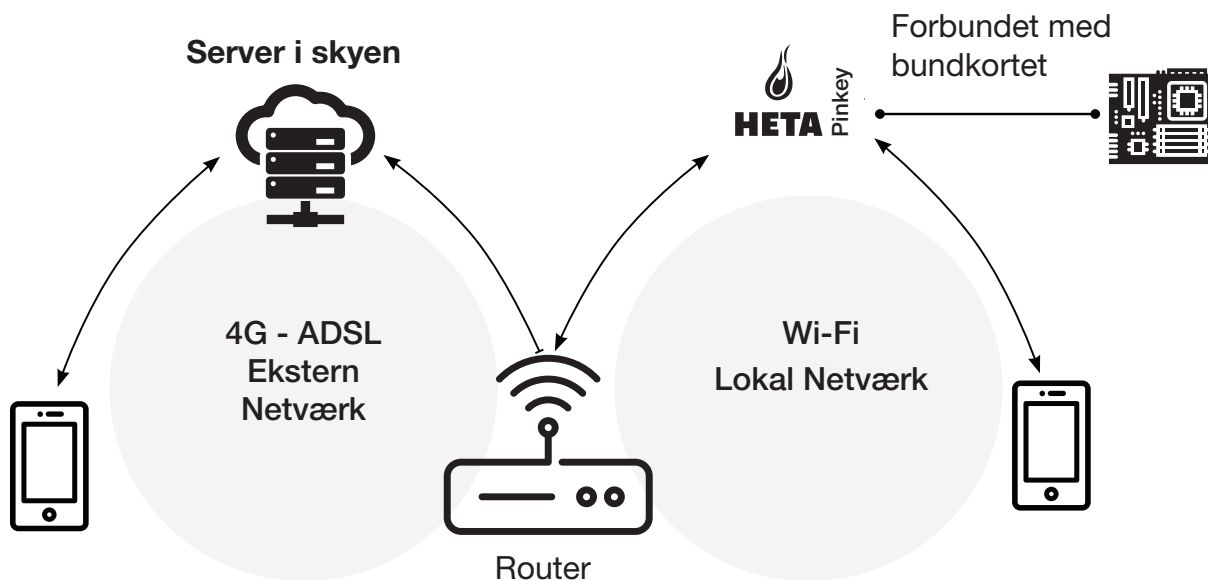 Server i skyen
HETA
Pinkey
Forbundet med
bundkortet
4G - ADSL
Ekstern
Netværk
Wi-Fi
Lokal Netværk
Router